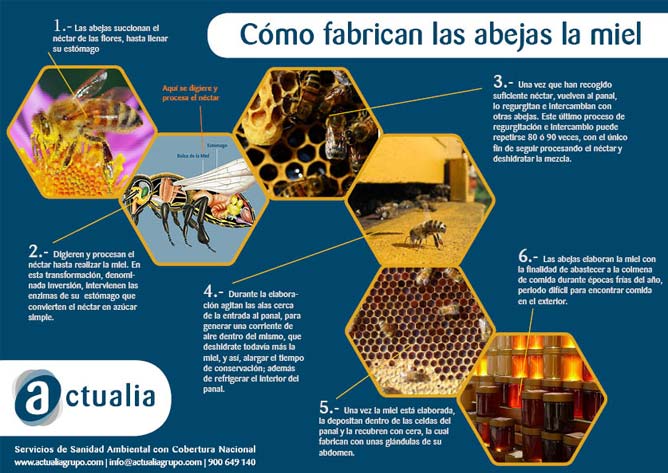 Cómo fabrican las abejas la miel
1.- Las abejas succionan el
néctar de las flores, hasta llenar
su estómago
Aquí se digiere y
procesa el néctar
Estómago
Bolsa de la Miel
2.- Digieren y procesan el
néctar hasta realizar la miel. En
esta transformación, denomi-
nada Inversión, intervienen las
enzimas de su estómago que
convierten el néctar en azúcar
simple.
3.- Una vez que han recogido
suficiente néctar, vuelven al panal,
lo regurgitan e intercambian con
otras abejas. Este último proceso de
regurgitación e intercambio puede
repetirse 80 ó 90 veces, con el único
fin de seguir procesando el néctar y
deshidratar la mezcla.
4.- Durante la elabora-
ción agitan las alas cerca
de la entrada al panal, para
generar una corriente de
aire dentro del mismo, que
deshidrate todavía más la
miel, y así, alargar el tiempo
de conservación; además
de refrigerar el interior del
panal.
5.- Una vez la miel está elaborada,
la depositan dentro de las celdas del
panal y la recubren con cera, la cual
fabrican con unas glándulas de su
abdomen.
6.- Las abejas elaboran la miel con
la finalidad de abastecer a la colmena
de comida durante épocas frías del año,
periodo difícil para encontrar comida
en el exterior.
actualia
Servicios de Sanidad Ambiental con Cobertura Nacional
www.actualiagrupo.com | info@actualiagrupo.com | 900 649 140